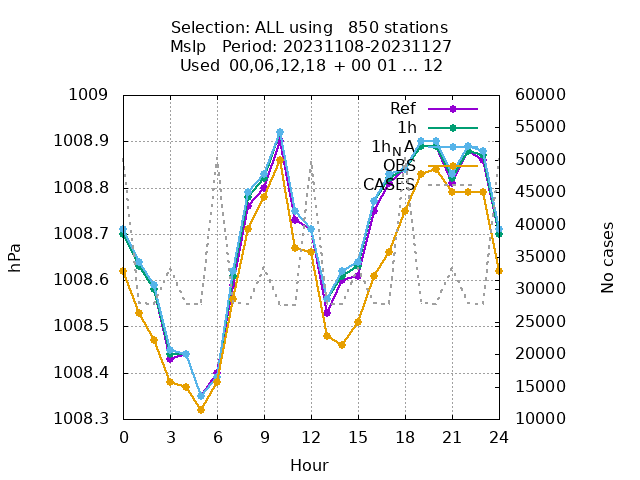 Selection: ALL using   850 stations
Mslp   Period: 20231108-20231127
Used  00,06,12,18 + 00 01 ... 12
1009
1008.9
1008.8
1008.7
1008.6
1008.5
1008.4
1008.3
hPa
Ref
1h
1h_NA
OBS
CASES
60000
55000
50000
45000
40000
35000
30000
25000
20000
15000
10000
No cases
0 3 6 9 12 15 18 21 24
Hour